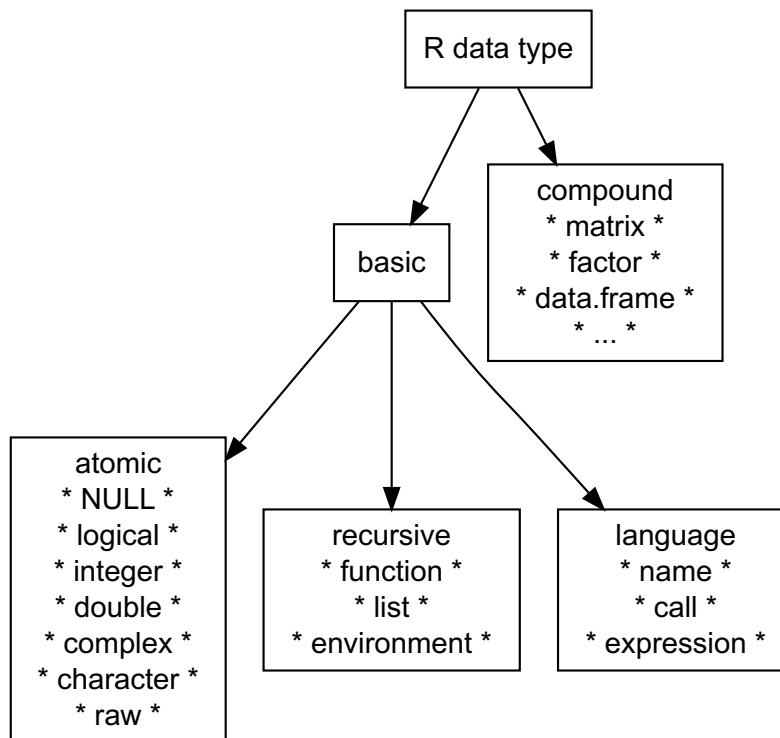 R data type
compound
* matrix *
* factor *
* data.frame *
* ... *
basic
atomic
* NULL *
* logical *
* integer *
* double *
* complex *
* character *
* raw *
recursive
* function *
* list *
* environment *
language
* name *
* call *
* expression *